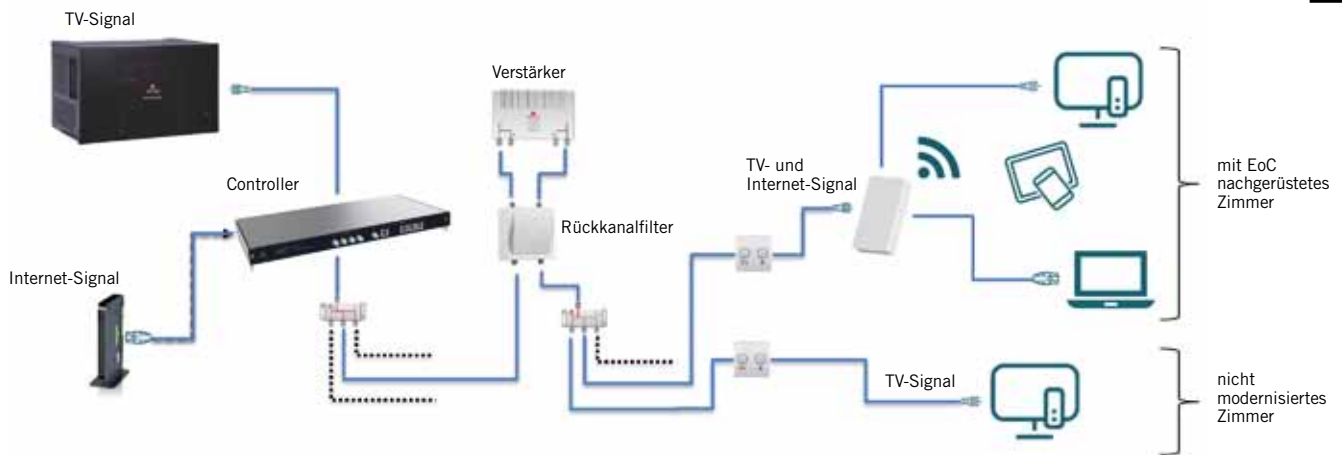 TV-Signal
Verstärker
Controller
TV- und
Internet-Signal
mit EoC
nachgerüstetes
Zimmer
Rückkanalfilter
Internet-Signal
TV-Signal
nicht
modernisiertes
Zimmer